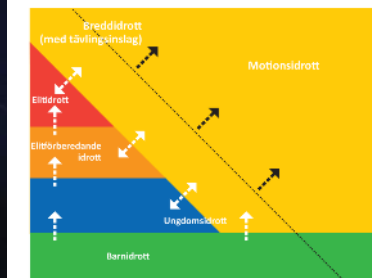 Breddidrott
(med tävlingsinslag)
Motionsidrott
Elitidrott
Elitförberedande
idrott
Ungdomsidrott
Barnidrott